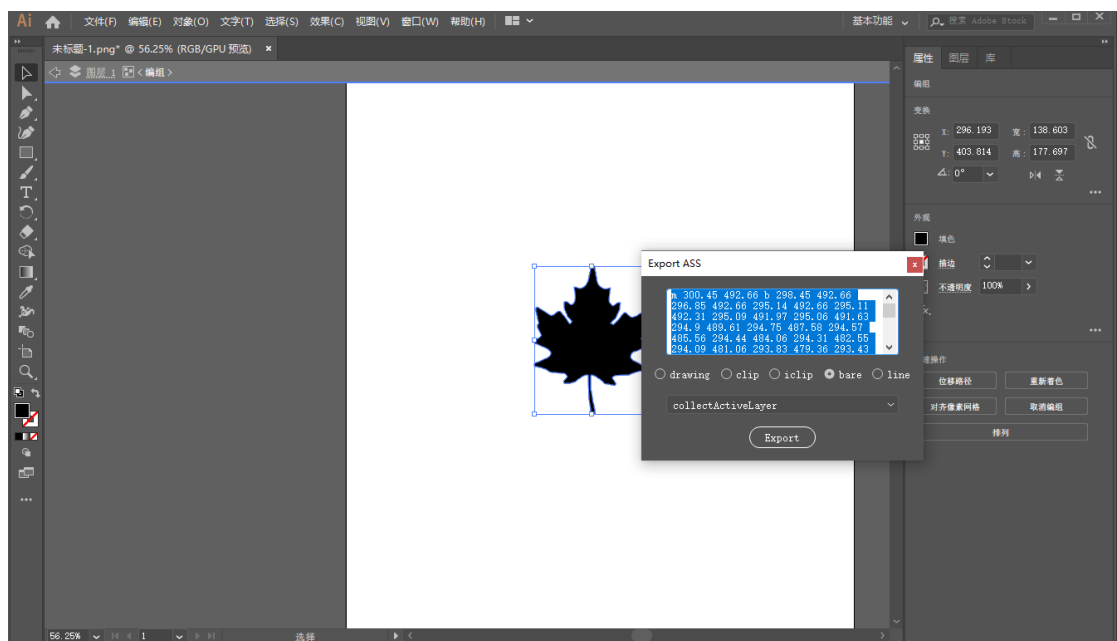 Ai 文件(F) 编辑(E) 对象(O) 文字(T) 选择(S) 效果(C) 视图(V) 窗口(W) 帮助(H) 基本功能 搜索 Adobe Stock
未标题-1.png* @ 56.25% (RGB/GPU 预览) ×
图层 1 <编组>
属性 图层 库
编组
变换
X: 296.193 宽: 138.603
Y: 403.814 高: 177.697
0°
外观
填色
描边
不透明度 100%
Export ASS
m 300.45 492.66 b 298.45 492.66
296.85 492.66 295.14 492.66 295.11
492.31 295.09 491.97 295.06 491.63
294.9 489.61 294.75 487.58 294.57
485.56 294.44 484.06 294.31 482.55
294.09 481.06 293.83 479.36 293.43
drawing clip iclip bare line
collectActiveLayer
Export
位移路径 重新着色
对齐像素网格 取消编组
排列
56.25% 1 选择